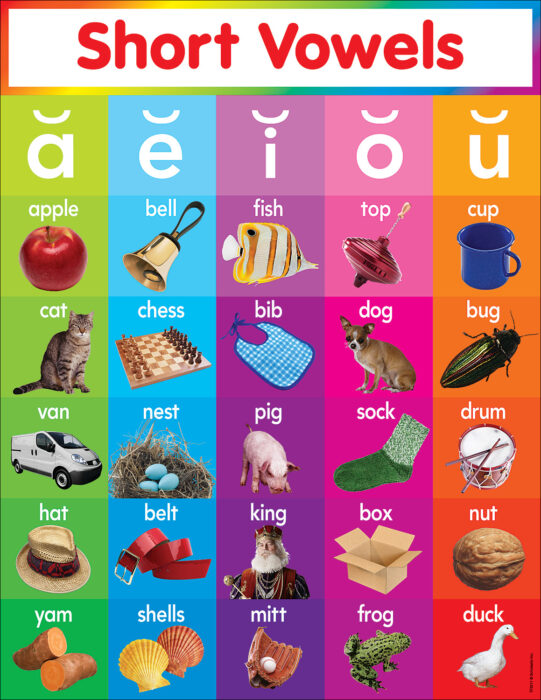 Short Vowels
ă ĕ ĭ ŏ ŭ
apple bell fish top cup
cat chess bib dog bug
van nest pig sock drum
hat belt king box nut
yam shells mitt frog duck